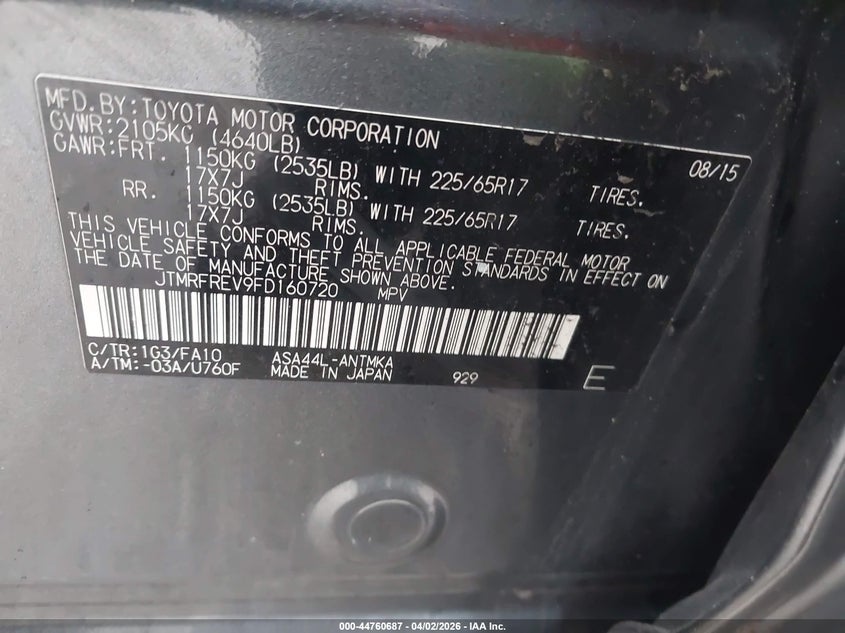 MFD. BY: TOYOTA MOTOR CORPORATION 08/15
GVWR: 2105KG (4640LB)
GAWR: FRT. 1150KG (2535LB) WITH 225/65R17 TIRES.
17X7J RIMS.
RR. 1150KG (2535LB) WITH 225/65R17 TIRES.
17X7J RIMS.
THIS VEHICLE CONFORMS TO ALL APPLICABLE FEDERAL MOTOR
VEHICLE SAFETY AND THEFT PREVENTION STANDARDS IN EFFECT ON
THE DATE OF MANUFACTURE SHOWN ABOVE.
JTMRFREV9FD160720 MPV
C/TR: 1G3/FA10 ASA44L-ANTMKA
A/TM: -03A/U760F MADE IN JAPAN 929 E
000-44760687 - 04/02/2026 - IAA Inc.